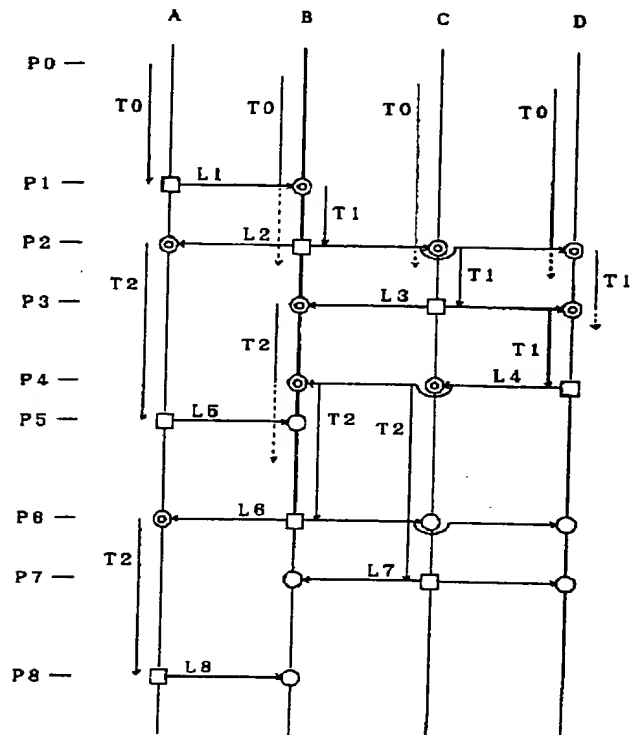 A B C D
P0
T0 T0 T0 T0
P1 L1
T1
P2 L2
T2 T1 T1
P3 L3
T2 T1
P4 L4
T2 T2
P5 L5
P6 L6
T2
P7 L7
P8 L8